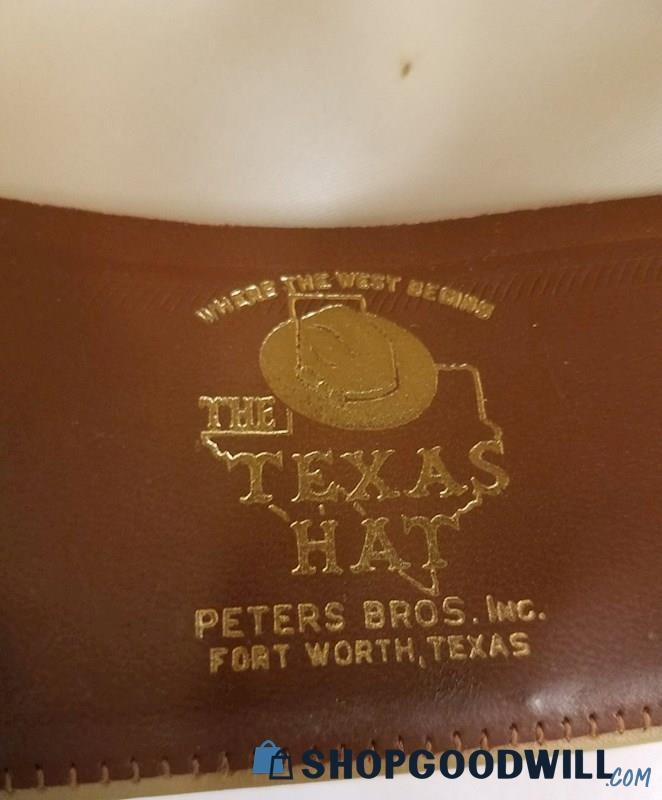 WHERE THE WEST BEGINS
THE
TEXAS
HAT
PETERS BROS. INC.
FORT WORTH, TEXAS
SHOPGOODWILL.COM